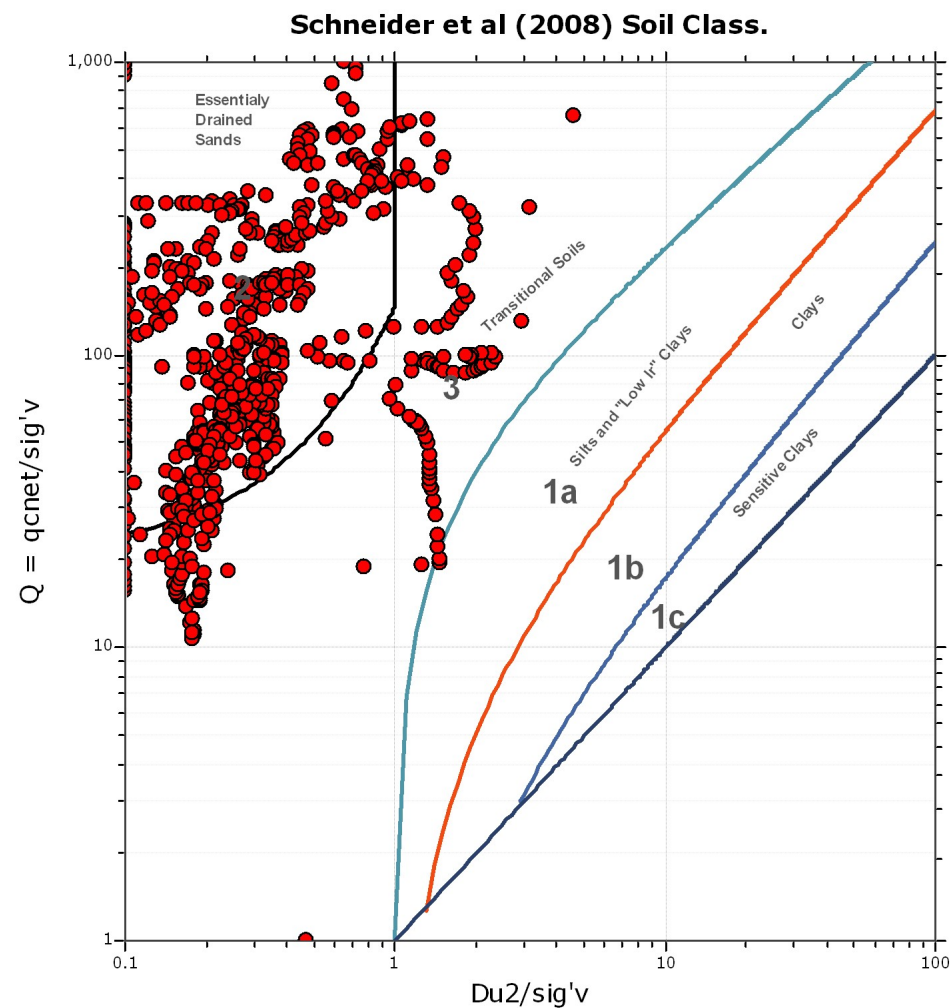 Schneider et al (2008) Soil Class.
1,000
Essentialy
Drained
Sands
Transitional Soils
2
Clays
Silts and "Low Ir" Clays
100
3
Sensitive Clays
1a
1b
1c
10
1
0.1
1
10
100
Q = qcnet/sig'v
Du2/sig'v